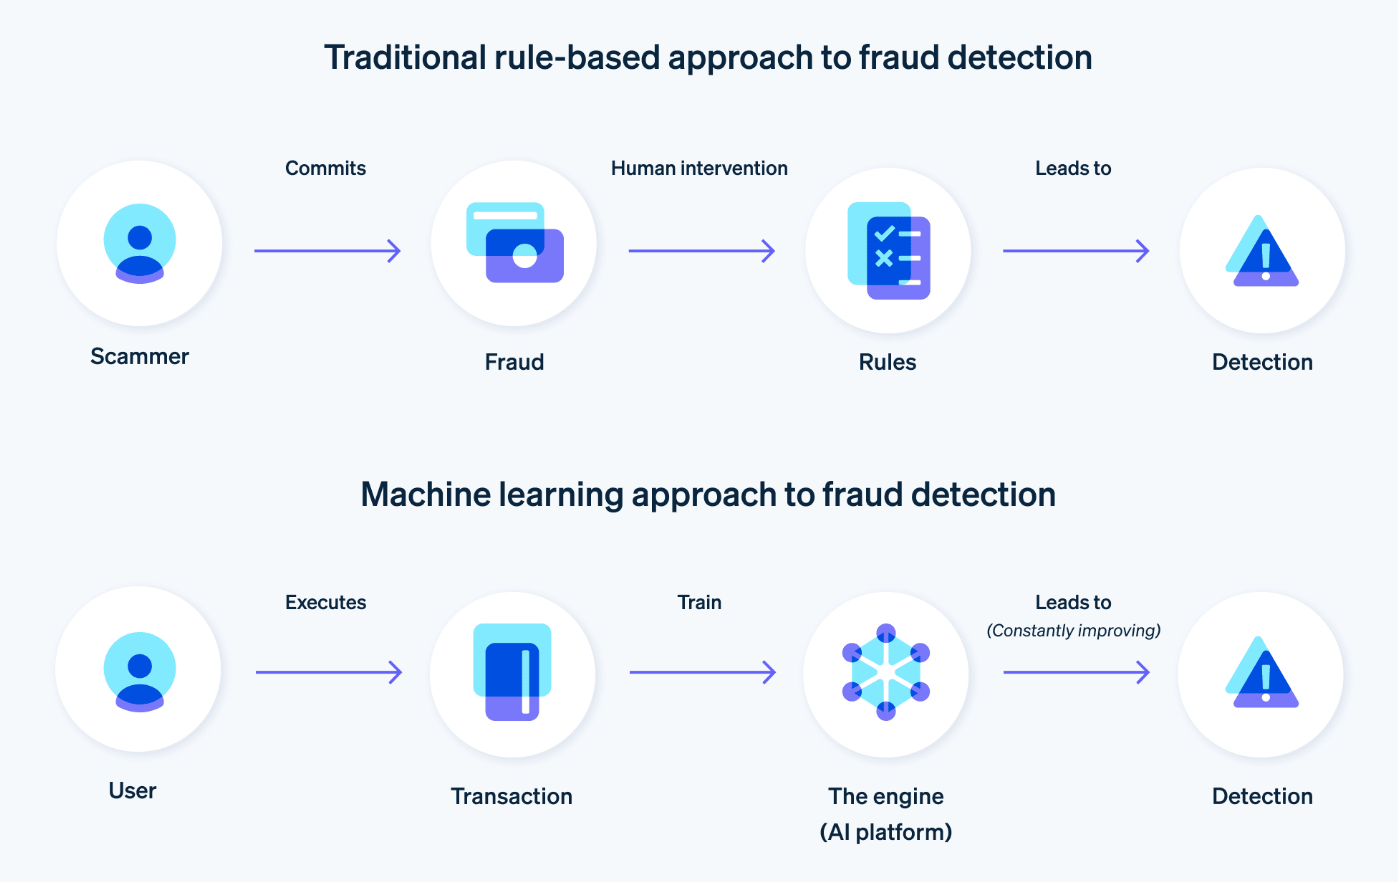 Traditional rule-based approach to fraud detection
Commits
Human intervention
Leads to
Scammer
Fraud
Rules
Detection
Machine learning approach to fraud detection
Executes
Train
Leads to
(Constantly improving)
User
Transaction
The engine
(AI platform)
Detection